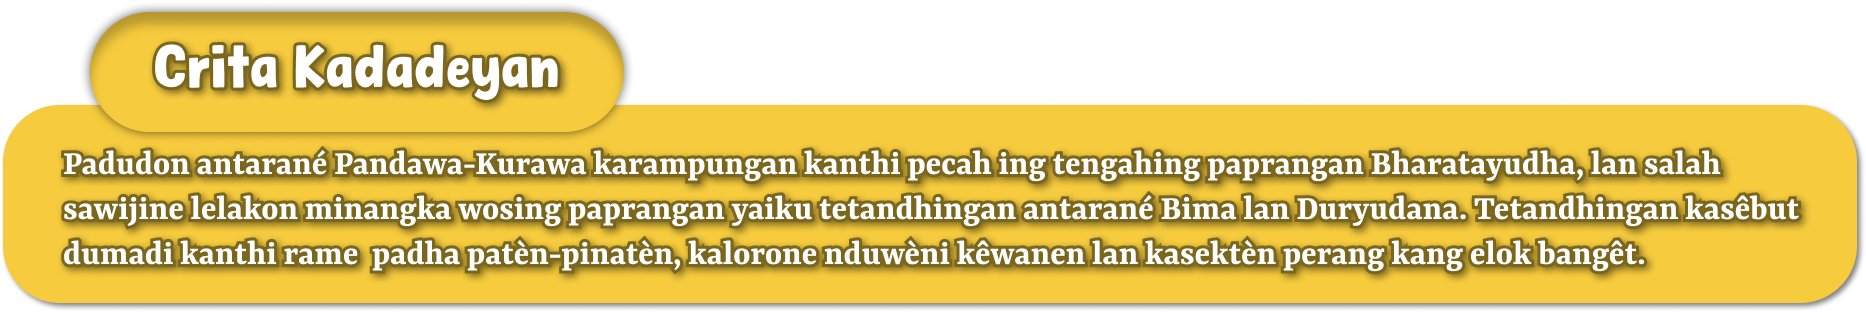 Crita Kadadeyan
Padudon antarané Pandawa-Kurawa karampungan kanthi pecah ing tengahing paprangan Bharatayudha, lan salah
sawijine lelakon minangka wosing paprangan yaiku tetandhingan antarané Bima lan Duryudana. Tetandhingan kasêbut
dumadi kanthi rame  padha patèn-pinatèn, kalorone nduwèni kêwanen lan kasektèn perang kang elok bangêt.